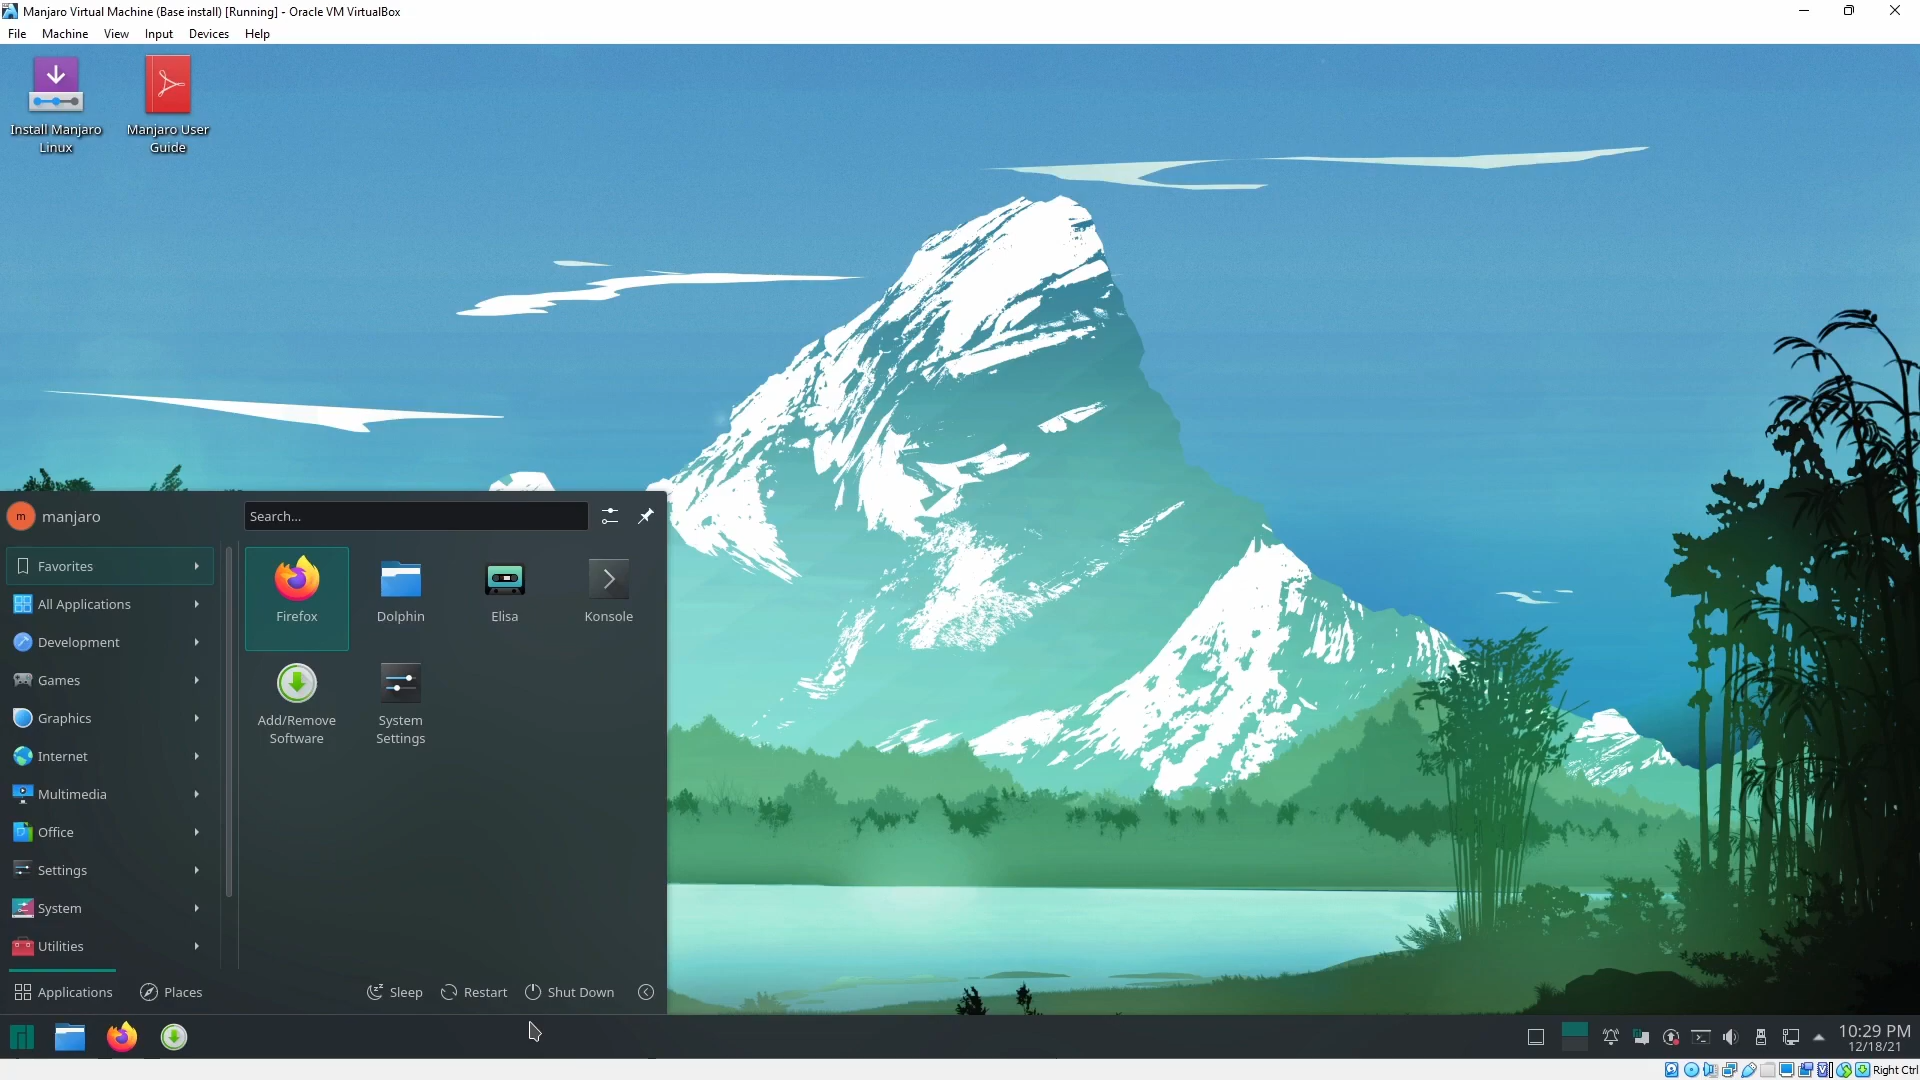 Manjaro Virtual Machine (Base install) [Running] - Oracle VM VirtualBox
File Machine View Input Devices Help
Install Manjaro
Linux
Manjaro User
Guide
m manjaro
Search...
Favorites
All Applications
Development
Games
Graphics
Internet
Multimedia
Office
Settings
System
Utilities
Firefox
Dolphin
Elisa
Konsole
Add/Remove
Software
System
Settings
Applications
Places
Sleep
Restart
Shut Down
10:29 PM
12/18/21
Right Ctrl